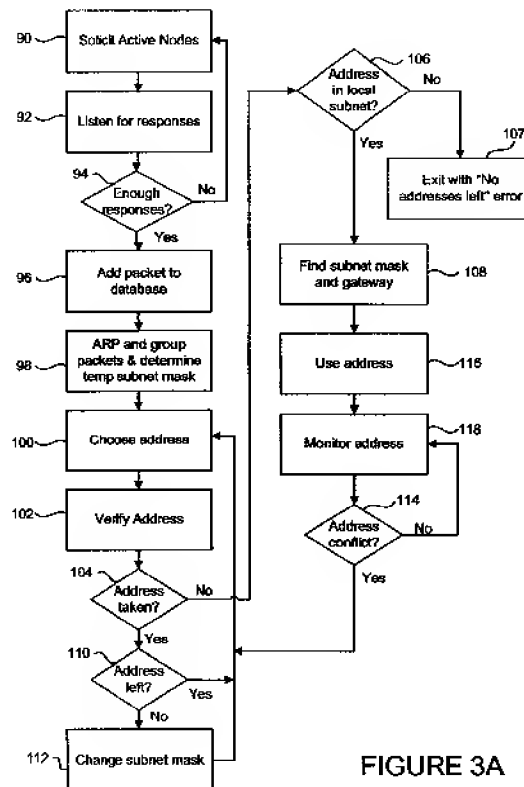 90
Solicit Active Nodes
92
Listen for responses
94
Enough
responses?
No
Yes
96
Add packet to
database
98
ARP and group
packets & determine
temp subnet mask
100
Choose address
102
Verify Address
104
Address
taken?
No
Yes
110
Address
left?
Yes
No
112
Change subnet mask
106
Address
in local
subnet?
No
Yes
107
Exit with "No
addresses left" error
Find subnet mask
and gateway
108
Use address
116
118
Monitor address
114
Address
conflict?
No
Yes
FIGURE 3A